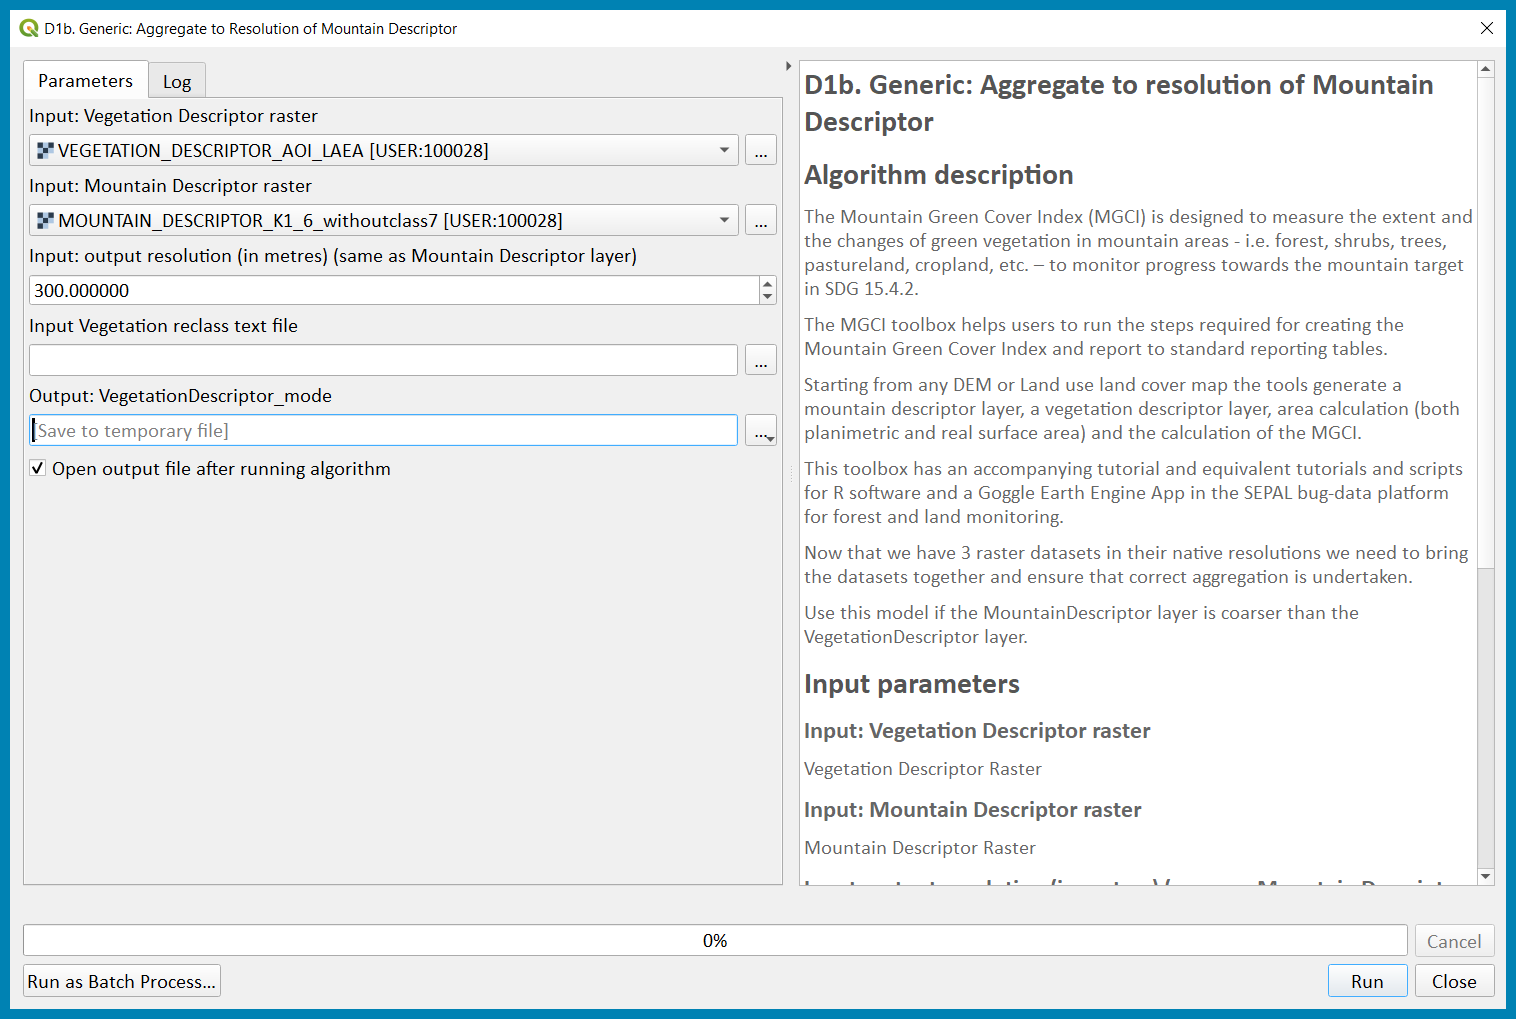 D1b. Generic: Aggregate to Resolution of Mountain Descriptor
Parameters
Log
Input: Vegetation Descriptor raster
VEGETATION_DESCRIPTOR_AOI_LAEA [USER:100028]
...
Input: Mountain Descriptor raster
MOUNTAIN_DESCRIPTOR_K1_6_withoutclass7 [USER:100028]
...
Input: output resolution (in metres) (same as Mountain Descriptor layer)
300.000000
Input Vegetation reclass text file
...
Output: VegetationDescriptor_mode
[Save to temporary file]
...
Open output file after running algorithm
D1b. Generic: Aggregate to resolution of Mountain
Descriptor
Algorithm description
The Mountain Green Cover Index (MGCI) is designed to measure the extent and
the changes of green vegetation in mountain areas - i.e. forest, shrubs, trees,
pastureland, cropland, etc. – to monitor progress towards the mountain target
in SDG 15.4.2.
The MGCI toolbox helps users to run the steps required for creating the
Mountain Green Cover Index and report to standard reporting tables.
Starting from any DEM or Land use land cover map the tools generate a
mountain descriptor layer, a vegetation descriptor layer, area calculation (both
planimetric and real surface area) and the calculation of the MGCI.
This toolbox has an accompanying tutorial and equivalent tutorials and scripts
for R software and a Goggle Earth Engine App in the SEPAL bug-data platform
for forest and land monitoring.
Now that we have 3 raster datasets in their native resolutions we need to bring
the datasets together and ensure that correct aggregation is undertaken.
Use this model if the MountainDescriptor layer is coarser than the
VegetationDescriptor layer.
Input parameters
Input: Vegetation Descriptor raster
Vegetation Descriptor Raster
Input: Mountain Descriptor raster
Mountain Descriptor Raster
0%
Cancel
Run as Batch Process...
Run
Close